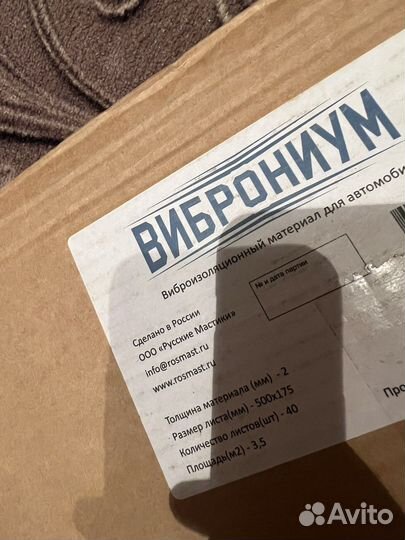 ВИБРОНИУМ
Виброизоляционный материал для
№ и дата партии
Сделано в России
ООО «Русские Мастики»
info@rosmast.ru
www.rosmast.ru
Толщина материала (мм) - 2
Размер листа(мм) - 500х175
Количество листов(шт) - 40
Площадь(м2) - 3,5
Avito